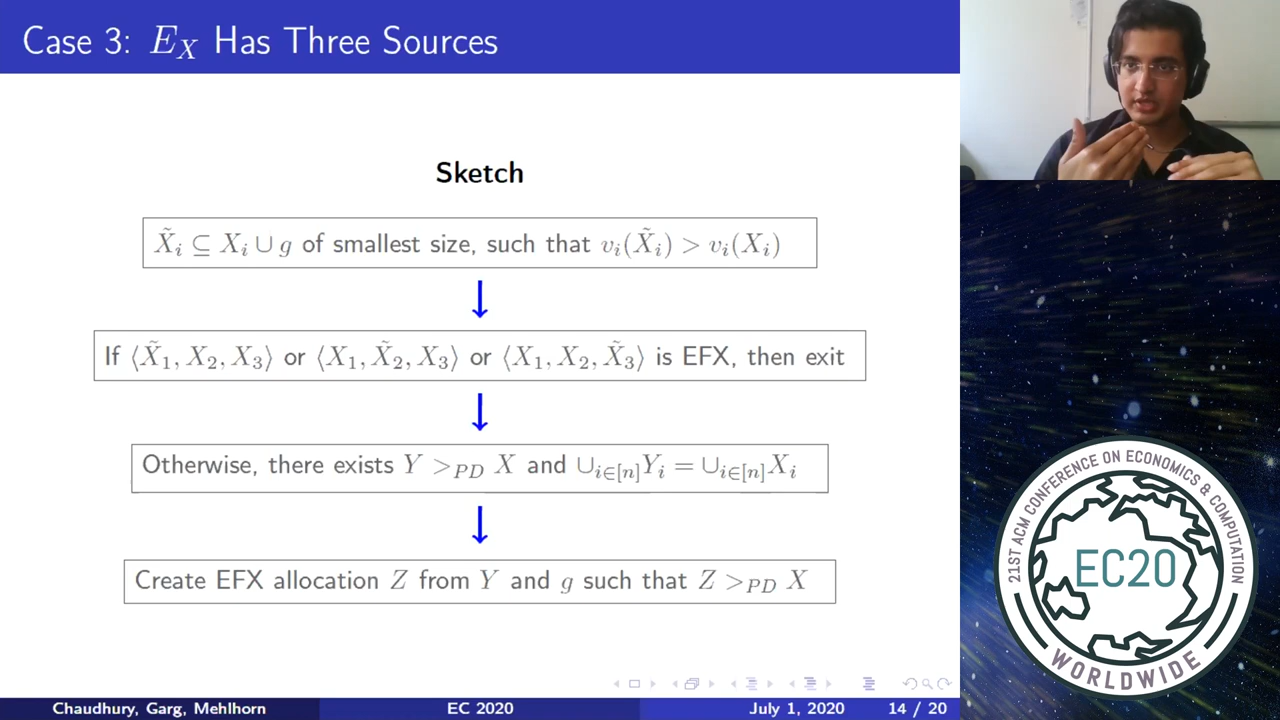 Case 3: E_X Has Three Sources
Sketch
X̃_i ⊆ X_i ∪ g of smallest size, such that v_i(X̃_i) > v_i(X_i)
If ⟨X̃_1, X_2, X_3⟩ or ⟨X_1, X̃_2, X_3⟩ or ⟨X_1, X_2, X̃_3⟩ is EFX, then exit
Otherwise, there exists Y >_PD X and ∪_{i∈[n]}Y_i = ∪_{i∈[n]}X_i
Create EFX allocation Z from Y and g such that Z >_PD X
Chaudhury, Garg, Mehlhorn
EC 2020
July 1, 2020
14 / 20
21ST ACM CONFERENCE ON ECONOMICS & COMPUTATION
EC20
WORLDWIDE